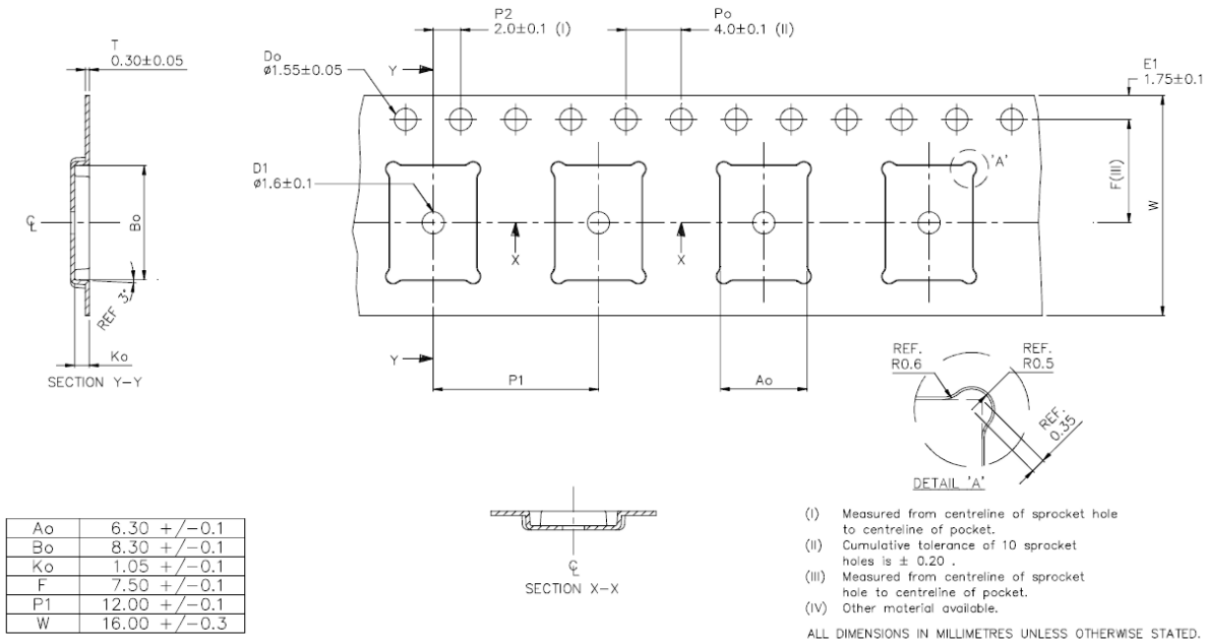 P2
2.0±0.1 (I)
Po
4.0±0.1 (II)
T
0.30±0.05
Do
ø1.55±0.05
Y
E1
1.75±0.1
D1
ø1.6±0.1
'A'
F(III)
W
℄
Bo
X
X
REF 3°
Ko
SECTION Y-Y
Y
P1
Ao
REF.
R0.6
REF.
R0.5
REF.
0.35
DETAIL 'A'
Ao 6.30 +/-0.1
Bo 8.30 +/-0.1
Ko 1.05 +/-0.1
F 7.50 +/-0.1
P1 12.00 +/-0.1
W 16.00 +/-0.3
℄
SECTION X-X
(I) Measured from centreline of sprocket hole
to centreline of pocket.
(II) Cumulative tolerance of 10 sprocket
holes is ± 0.20 .
(III) Measured from centreline of sprocket
hole to centreline of pocket.
(IV) Other material available.
ALL DIMENSIONS IN MILLIMETRES UNLESS OTHERWISE STATED.